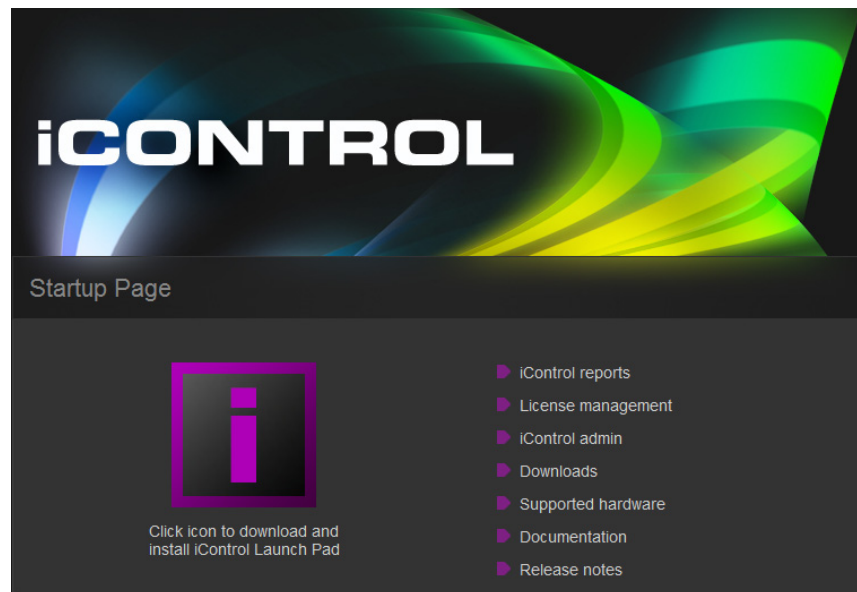 iCONTROL
Startup Page
i
Click icon to download and
install iControl Launch Pad
iControl reports
License management
iControl admin
Downloads
Supported hardware
Documentation
Release notes